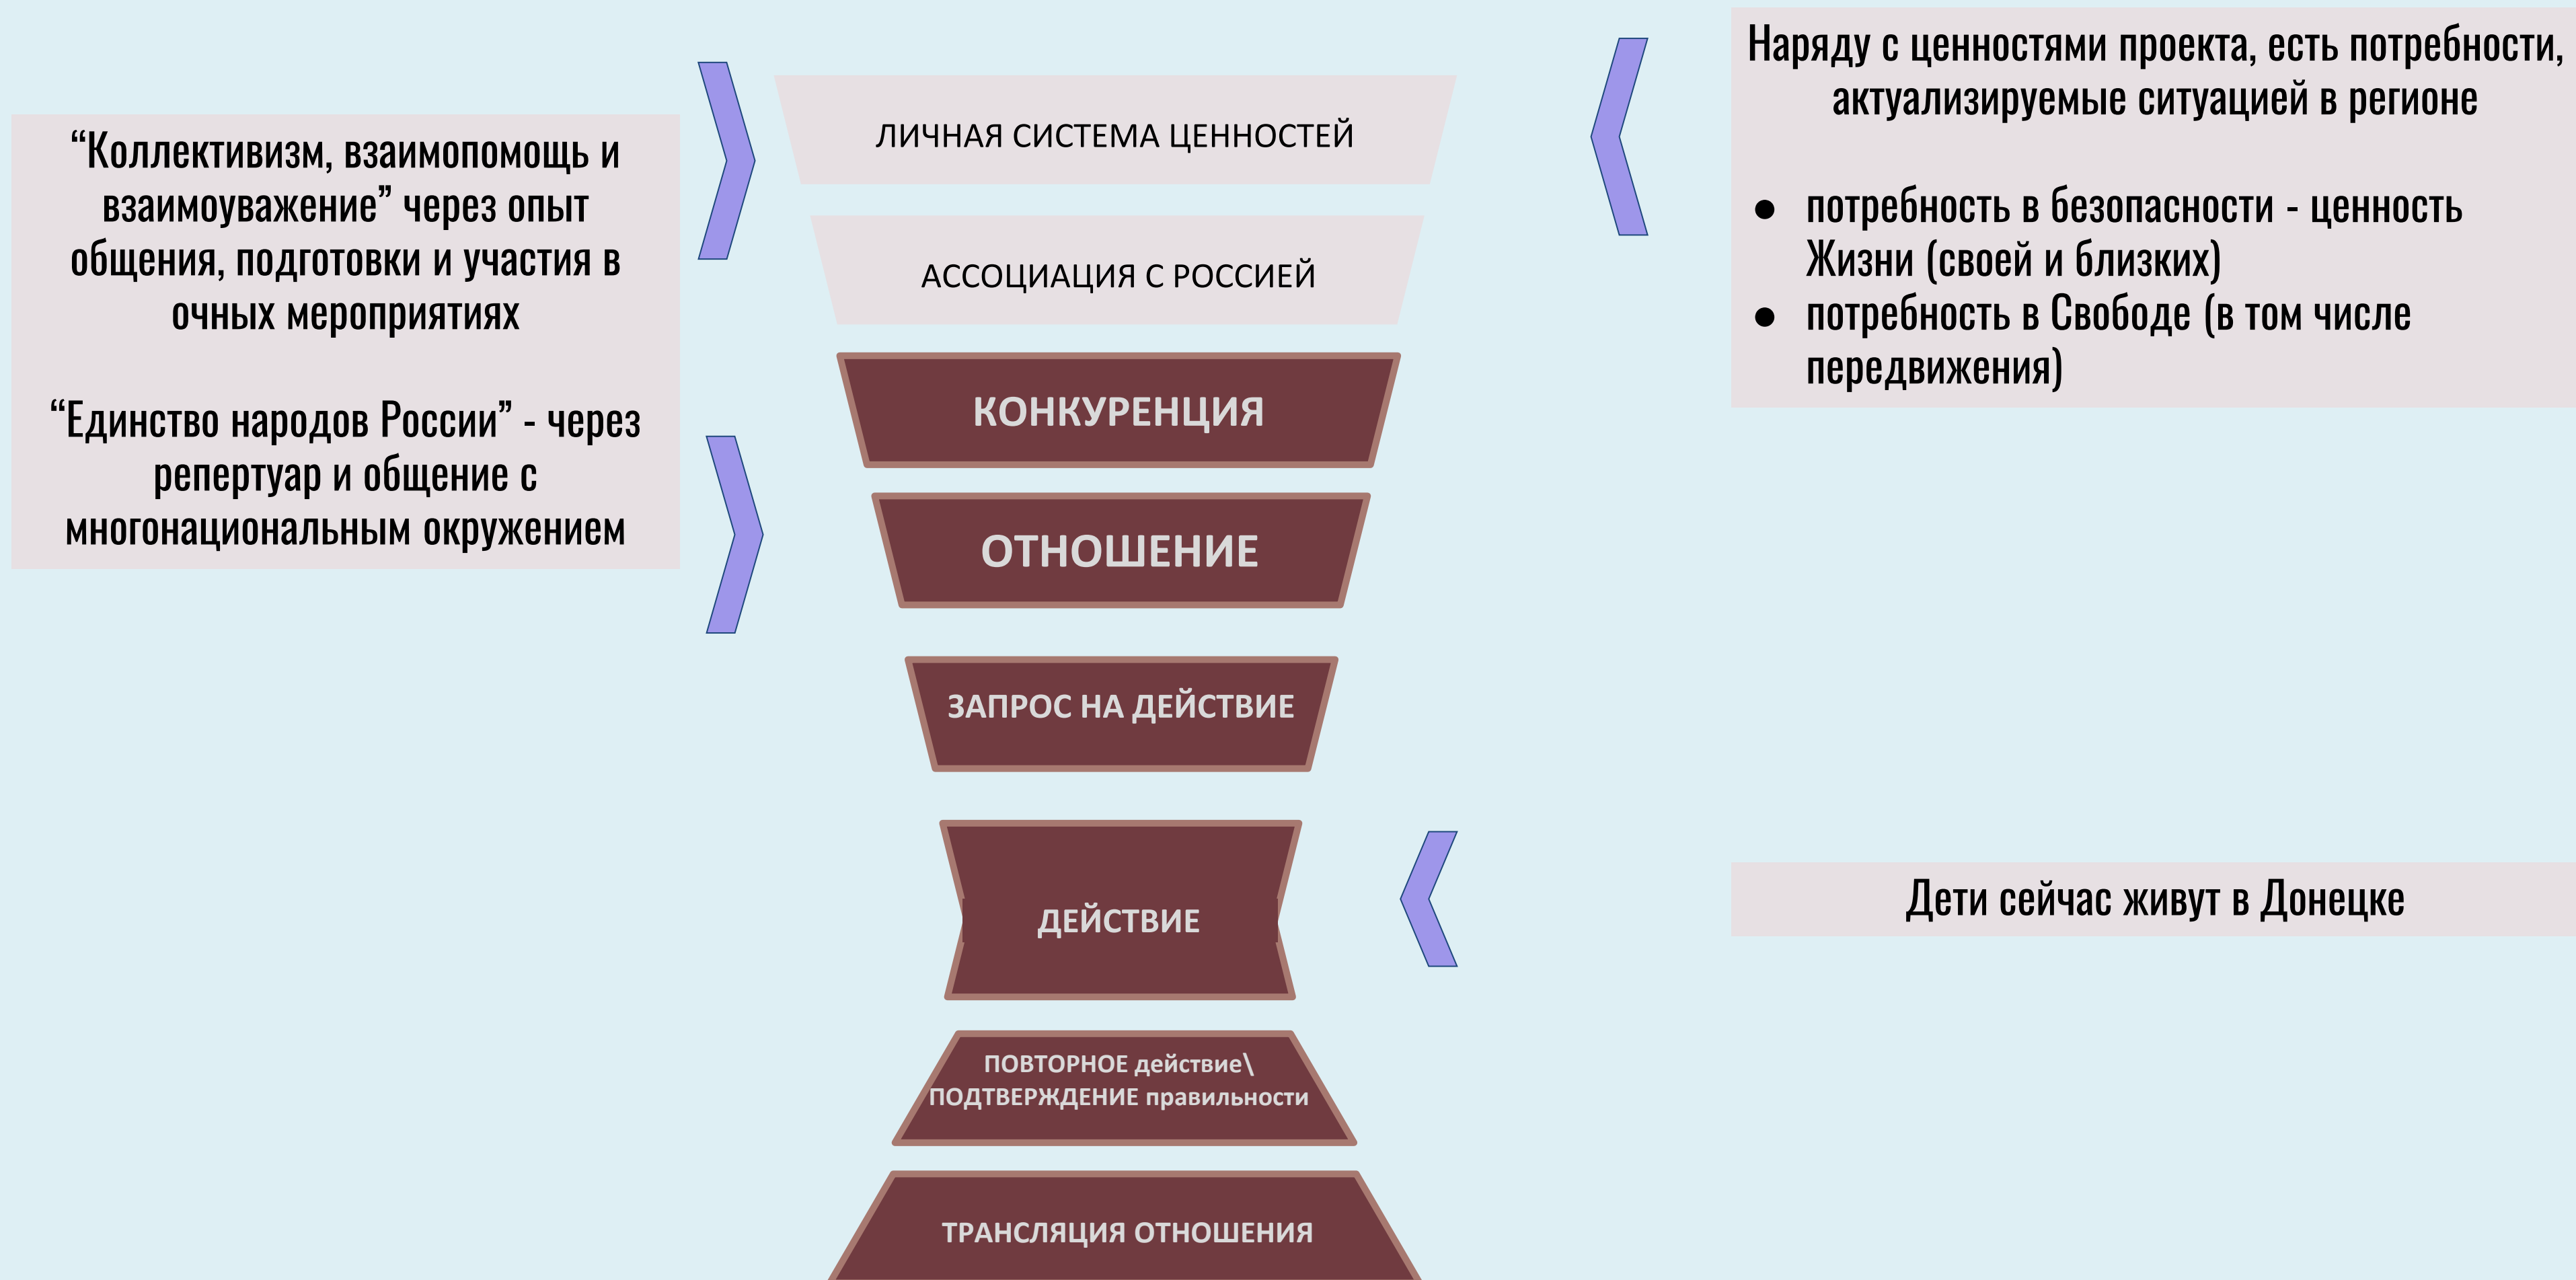 “Коллективизм, взаимопомощь и
взаимоуважение” через опыт
общения, подготовки и участия в
очных мероприятиях
“Единство народов России” - через
репертуар и общение с
многонациональным окружением
ЛИЧНАЯ СИСТЕМА ЦЕННОСТЕЙ
АССОЦИАЦИЯ С РОССИЕЙ
КОНКУРЕНЦИЯ
ОТНОШЕНИЕ
ЗАПРОС НА ДЕЙСТВИЕ
ДЕЙСТВИЕ
ПОВТОРНОЕ действие\
ПОДТВЕРЖДЕНИЕ правильности
ТРАНСЛЯЦИЯ ОТНОШЕНИЯ
Наряду с ценностями проекта, есть потребности,
актуализируемые ситуацией в регионе
● потребность в безопасности - ценность
Жизни (своей и близких)
● потребность в Свободе (в том числе
передвижения)
Дети сейчас живут в Донецке